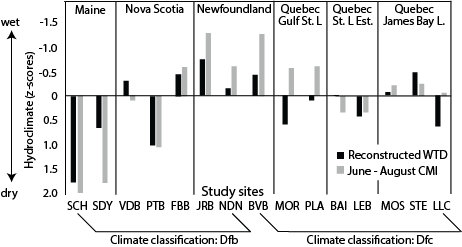 Maine Nova Scotia Newfoundland Quebec Gulf St. L Quebec St. L Est. Quebec James Bay L.
wet
dry
Hydroclimate (z-scores)
-1.5
-0.5
0
0.5
1.0
1.5
2.0
Reconstructed WTD
June - August CMI
Study sites
SCH SDY VDB PTB FBB JRB NDN BVB MOR PLA BAI LEB MOS STE LLC
Climate classification: Dfb
Climate classification: Dfc